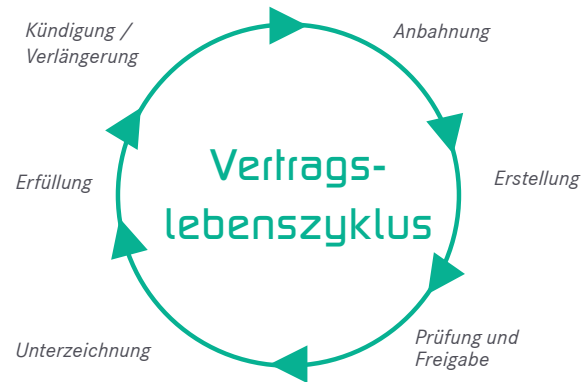 Kündigung /
Verlängerung
Anbahnung
Vertrags-
lebenszyklus
Erfüllung
Erstellung
Unterzeichnung
Prüfung und
Freigabe